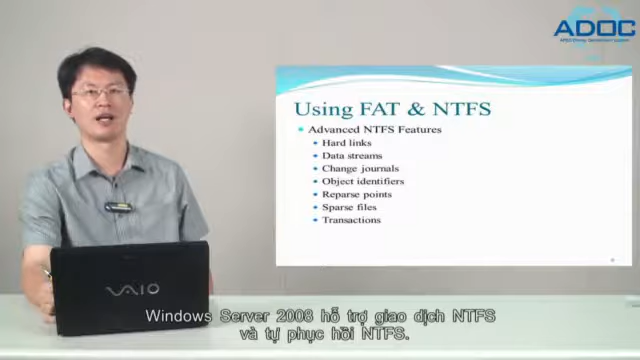 ADOC
Using FAT & NTFS
Advanced NTFS Features
Hard links
Data streams
Change journals
Object identifiers
Reparse points
Sparse files
Transactions
VAIO
Windows Server 2008 hỗ trợ giao dịch NTFS
và tự phục hồi NTFS.